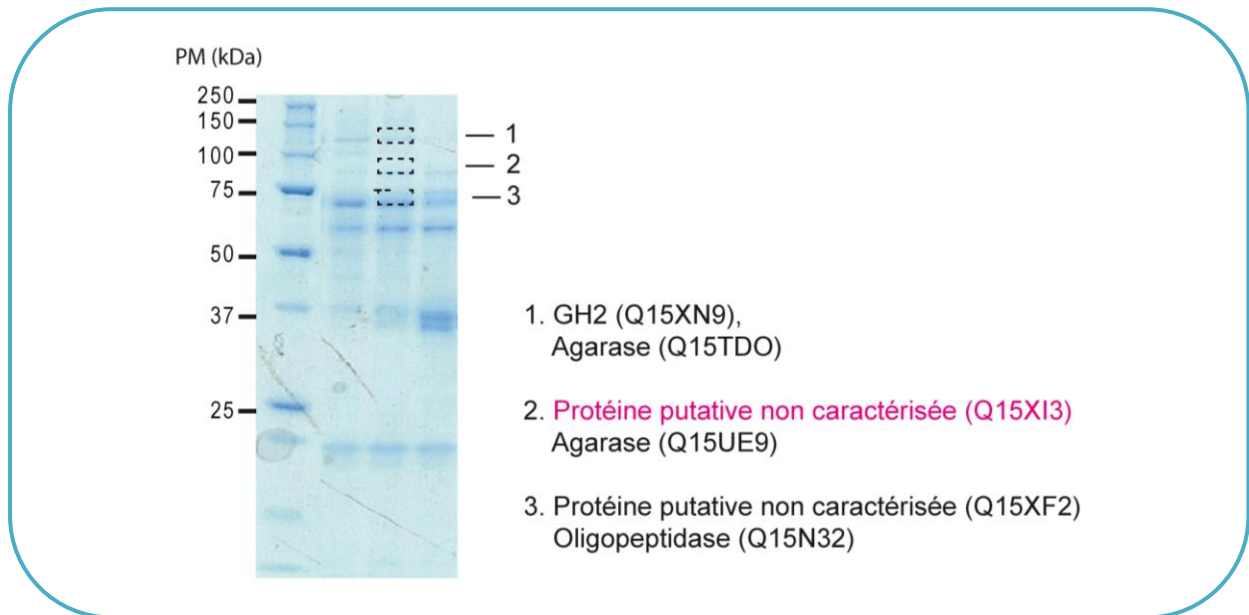 PM (kDa)
250
150
100
75
50
37
25
1
2
3
1. GH2 (Q15XN9),
Agarase (Q15TDO)
2. Protéine putative non caractérisée (Q15XI3)
Agarase (Q15UE9)
3. Protéine putative non caractérisée (Q15XF2)
Oligopeptidase (Q15N32)